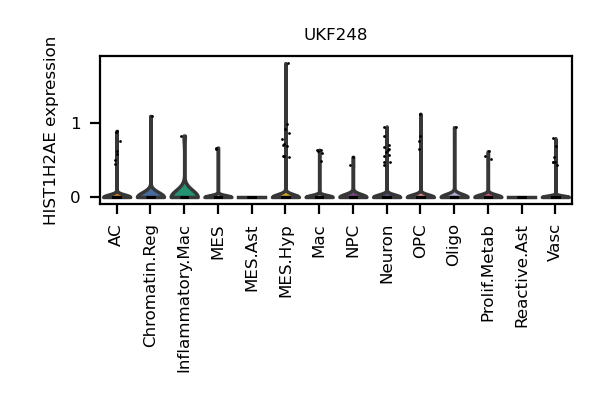 UKF248
HIST1H2AE expression
1
0
AC
Chromatin.Reg
Inflammatory.Mac
MES
MES.Ast
MES.Hyp
Mac
NPC
Neuron
OPC
Oligo
Prolif.Metab
Reactive.Ast
Vasc